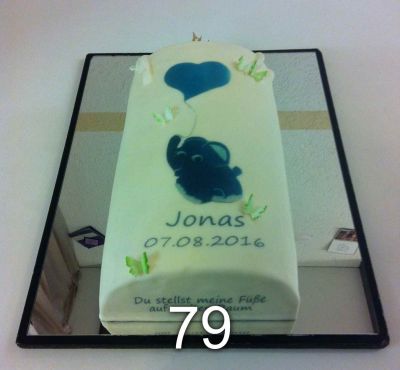 Jonas
07.08.2016
Du stellst meine Füße
auf
79